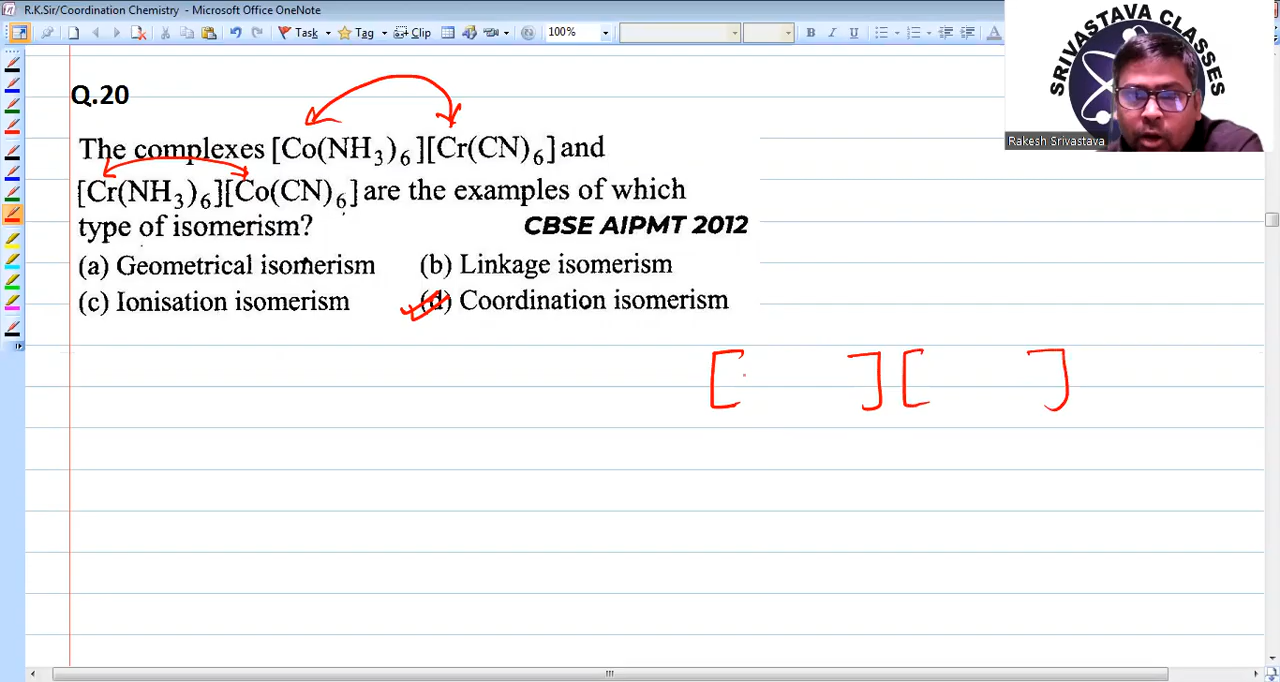 R.K.Sir/Coordination Chemistry - Microsoft Office OneNote
Task Tag Clip 100% B I U A
SRIVASTAVA CLASSES
Rakesh Srivastava
Q.20
The complexes [Co(NH3)6][Cr(CN)6] and
[Cr(NH3)6][Co(CN)6] are the examples of which
type of isomerism?
CBSE AIPMT 2012
(a) Geometrical isomerism (b) Linkage isomerism
(c) Ionisation isomerism (d) Coordination isomerism
[ ] [ ]